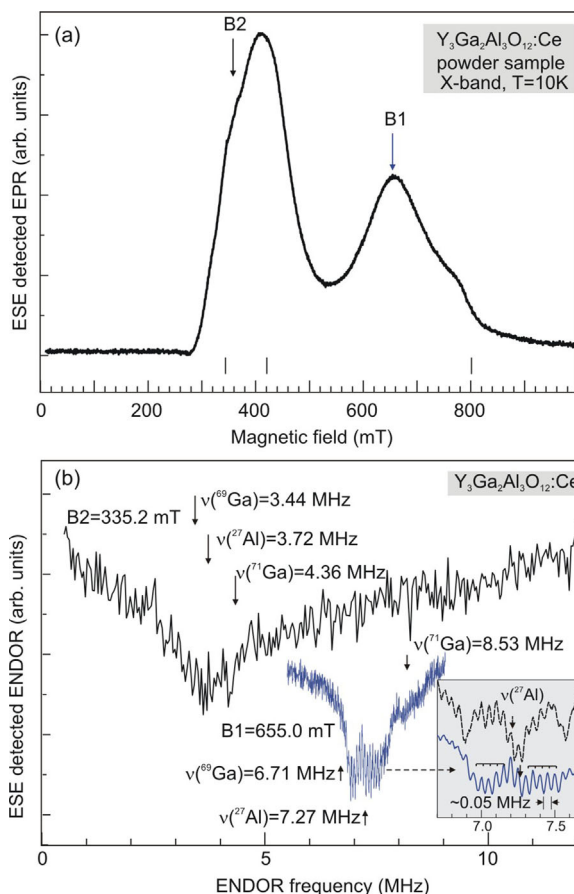 (a)
B2
Y₃Ga₂Al₃O₁₂:Ce
powder sample
X-band, T=10K
B1
ESE detected EPR (arb. units)
0 200 400 600 800
Magnetic field (mT)
(b)
Y₃Ga₂Al₃O₁₂:Ce
ν(⁶⁹Ga)=3.44 MHz
B2=335.2 mT
ν(²⁷Al)=3.72 MHz
ν(⁷¹Ga)=4.36 MHz
ν(⁷¹Ga)=8.53 MHz
ESE detected ENDOR (arb. units)
ν(²⁷Al)
B1=655.0 mT
ν(⁶⁹Ga)=6.71 MHz
~0.05 MHz
ν(²⁷Al)=7.27 MHz
7.0 7.5
0 5 10
ENDOR frequency (MHz)